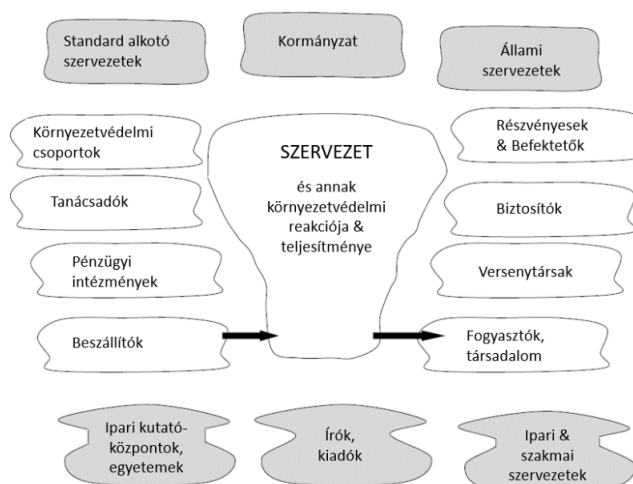 Standard alkotó
szervezetek
Kormányzat
Állami
szervezetek
Környezetvédelmi
csoportok
Tanácsadók
Pénzügyi
intézmények
Beszállítók
SZERVEZET
és annak
környezetvédelmi
reakciója &
teljesítménye
Részvényesek
& Befektetők
Biztosítók
Versenytársak
Fogyasztók,
társadalom
Ipari kutató-
központok,
egyetemek
Írók,
kiadók
Ipari &
szakmai
szervezetek